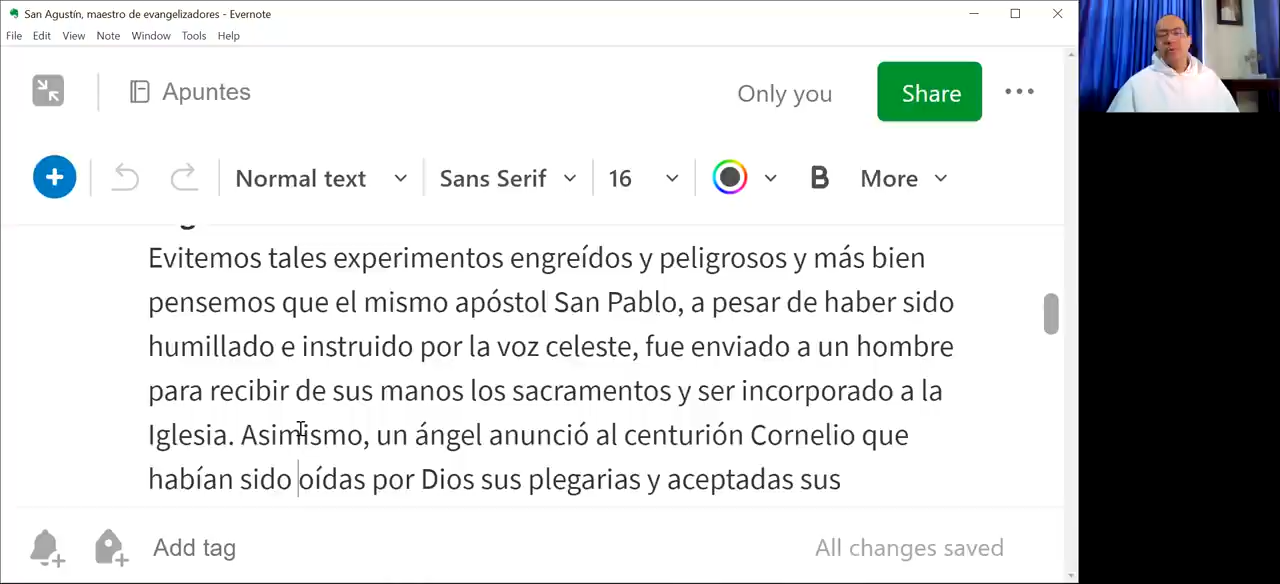 San Agustín, maestro de evangelizadores - Evernote
File Edit View Note Window Tools Help
Apuntes
Only you
Share
Normal text
Sans Serif
16
B
More
Evitemos tales experimentos engreídos y peligrosos y más bien
pensemos que el mismo apóstol San Pablo, a pesar de haber sido
humillado e instruido por la voz celeste, fue enviado a un hombre
para recibir de sus manos los sacramentos y ser incorporado a la
Iglesia. Asimismo, un ángel anunció al centurión Cornelio que
habían sido oídas por Dios sus plegarias y aceptadas sus
Add tag
All changes saved